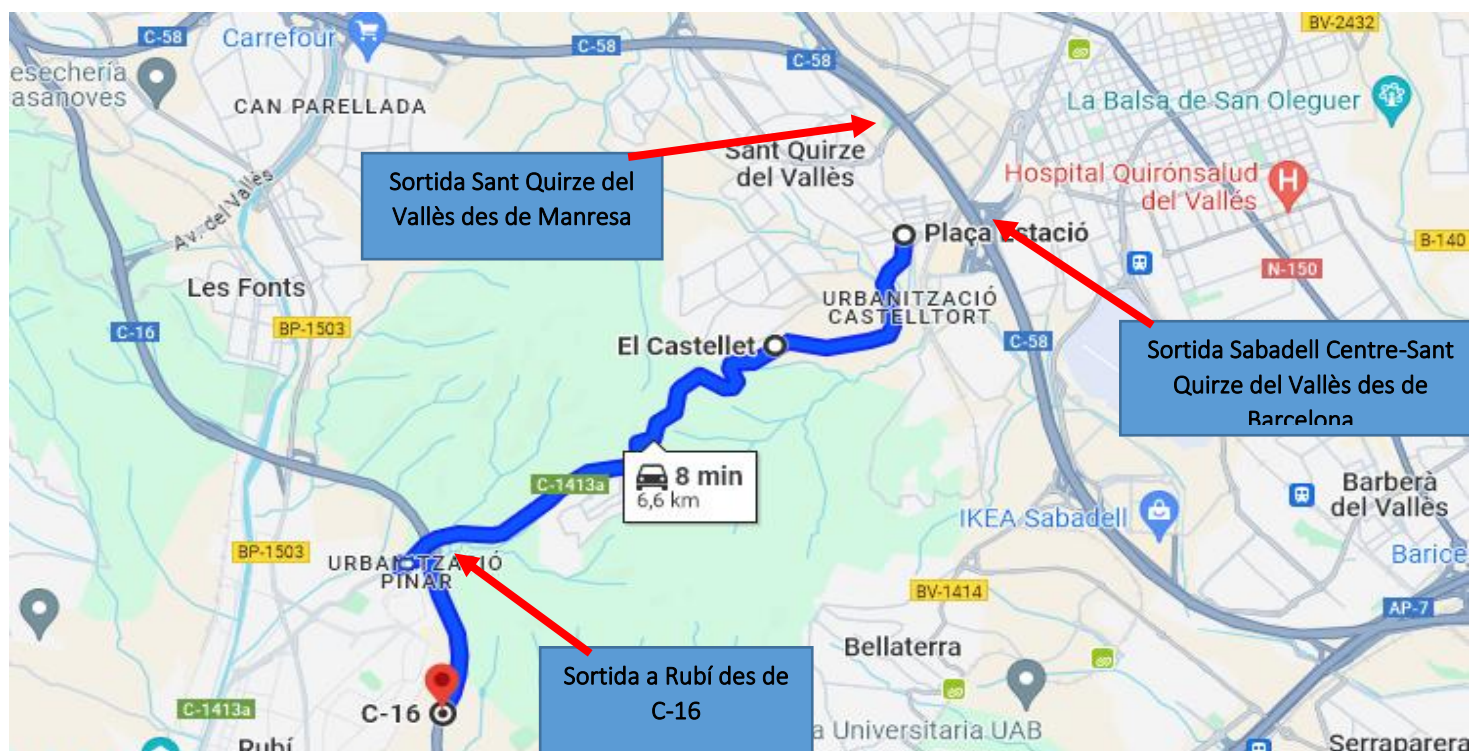 BV-2432
C-58
Carrefour
C-58
C-58
esechería
asanoves
CAN PARELLADA
La Balsa de San Oleguer
Sant Quirze
del Vallès
Hospital Quirónsalud
del Vallés
Sortida Sant Quirze del
Vallès des de Manresa
Av. del Vallès
Plaça Estació
B-140
N-150
Les Fonts
URBANITZACIÓ
CASTELLTORT
C-16
BP-1503
El Castellet
C-58
Sortida Sabadell Centre-Sant
Quirze del Vallès des de
Barcelona
8 min
6,6 km
C-1413a
Barberà
del Vallès
IKEA Sabadell
BP-1503
URBANITZACIÓ
PINAR
Barice
BV-1414
AP-7
Bellaterra
Sortida a Rubí des de
C-16
C-1413a
C-16
a Universitaria UAB
Rubí
Serraparera